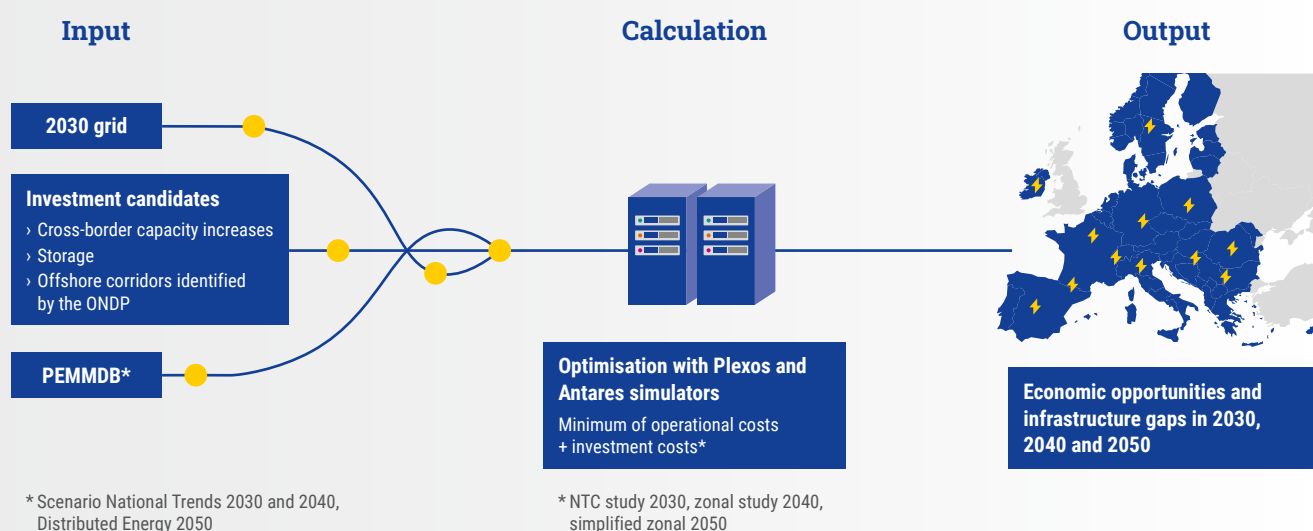 Input
2030 grid
Investment candidates
› Cross-border capacity increases
› Storage
› Offshore corridors identified
by the ONDP
PEMMDB*
* Scenario National Trends 2030 and 2040,
Distributed Energy 2050
Calculation
Optimisation with Plexos and
Antares simulators
Minimum of operational costs
+ investment costs*
* NTC study 2030, zonal study 2040,
simplified zonal 2050
Output
Economic opportunities and
infrastructure gaps in 2030,
2040 and 2050